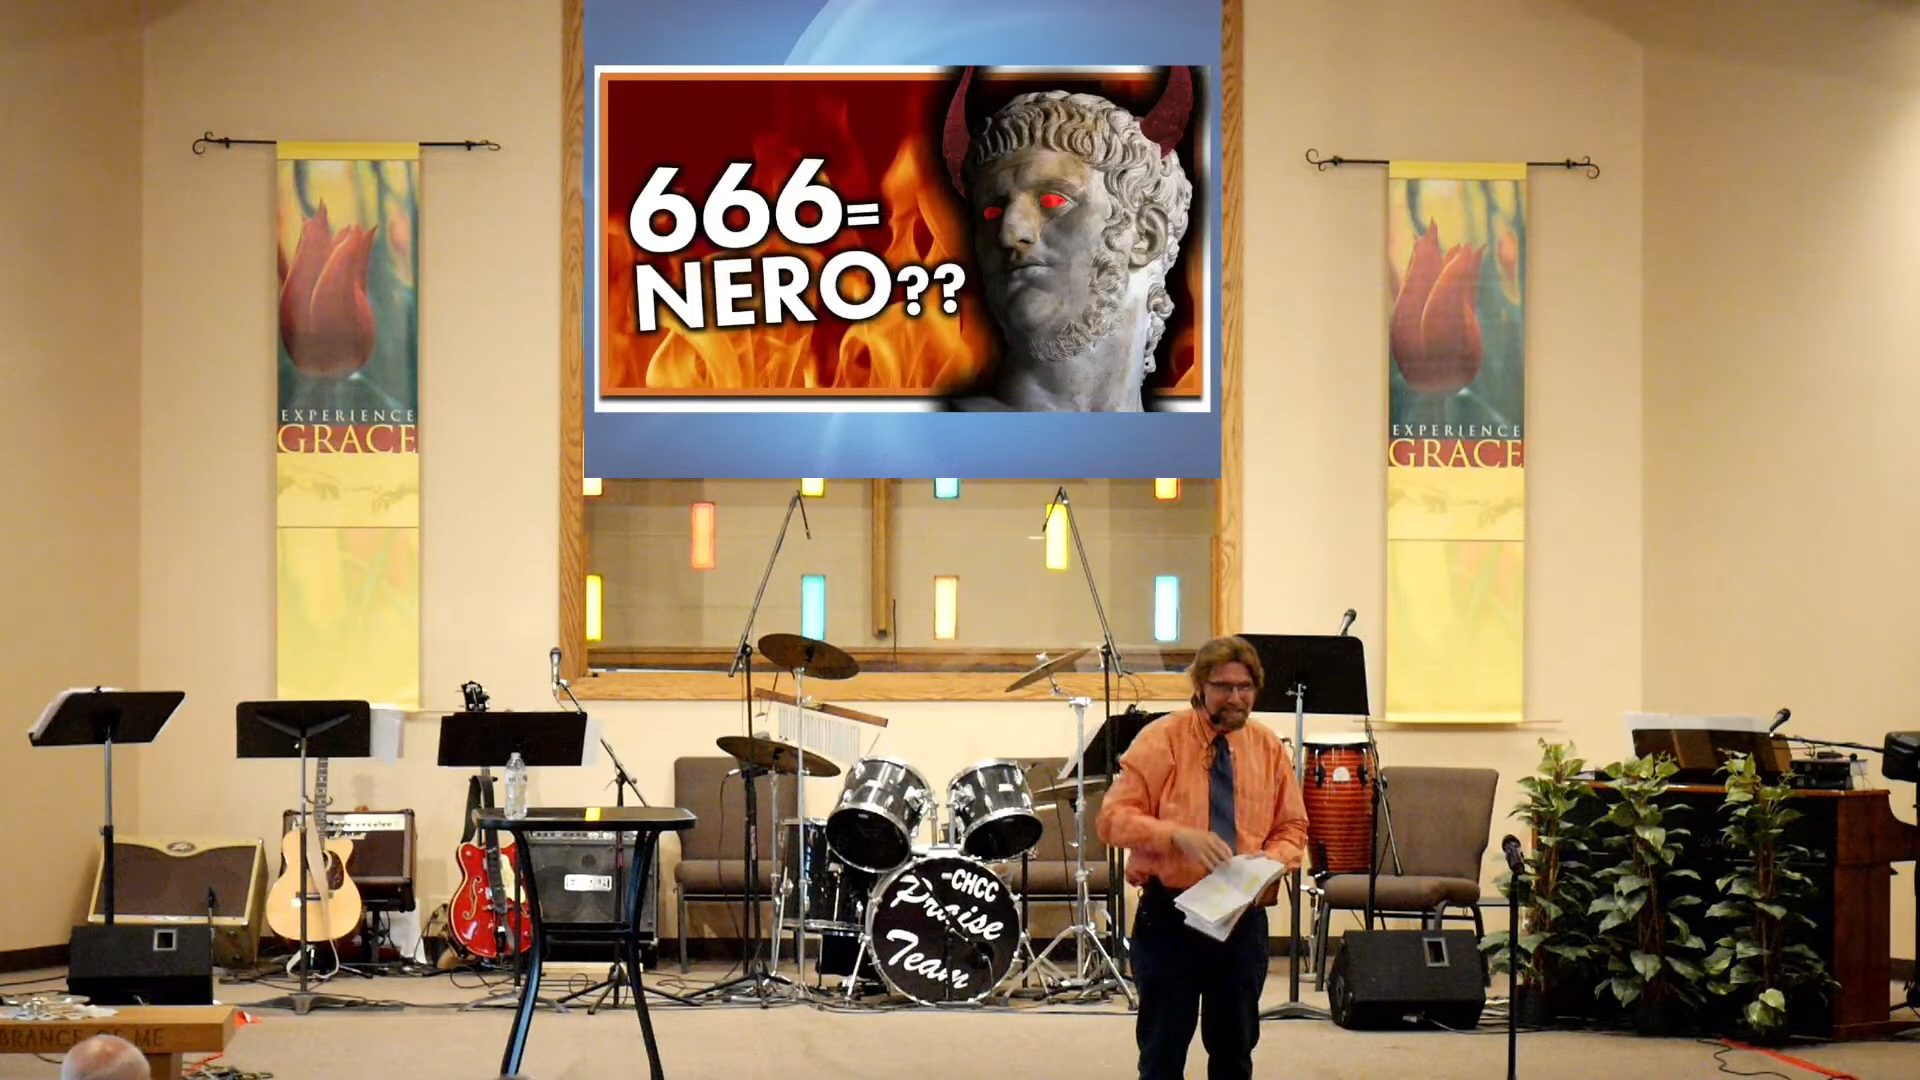 666=
NERO??
EXPERIENCE
GRACE
EXPERIENCE
GRACE
CHCC
Praise
Team
BRANCE OF ME